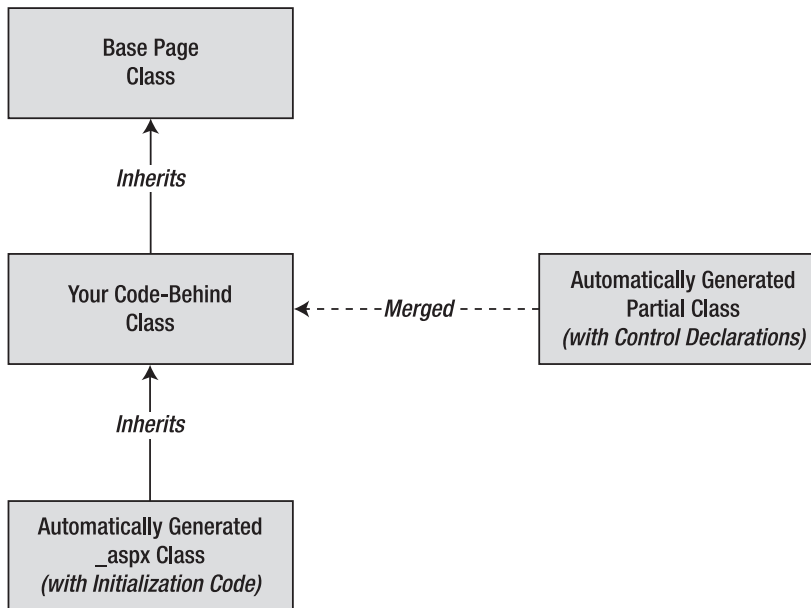 Base Page
Class
Inherits
Your Code-Behind
Class
Merged
Automatically Generated
Partial Class
(with Control Declarations)
Inherits
Automatically Generated
_aspx Class
(with Initialization Code)